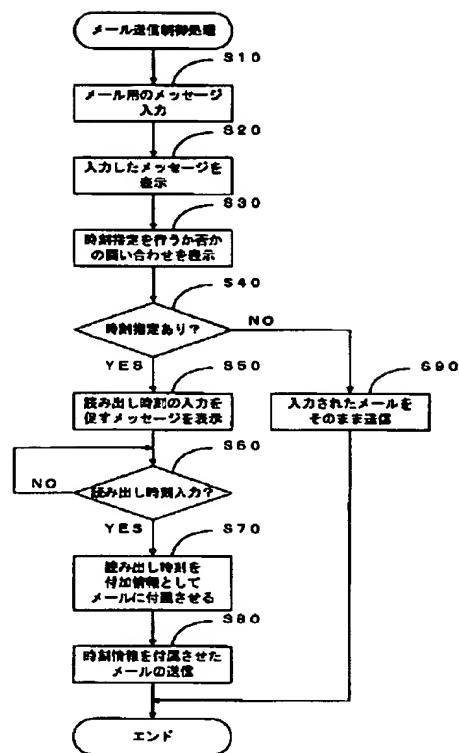 メール送信制御処理
S10
メール用のメッセージ
入力
S20
入力したメッセージを
表示
S30
時刻指定を行うか否か
の問い合わせを表示
S40
時刻指定あり？
NO
YES
S50
S90
読み出し時刻の入力を
促すメッセージを表示
入力されたメールを
そのまま送信
S60
読み出し時刻入力？
NO
YES
S70
読み出し時刻を
付加情報として
メールに付属させる
S80
時刻情報を付属させた
メールの送信
エンド